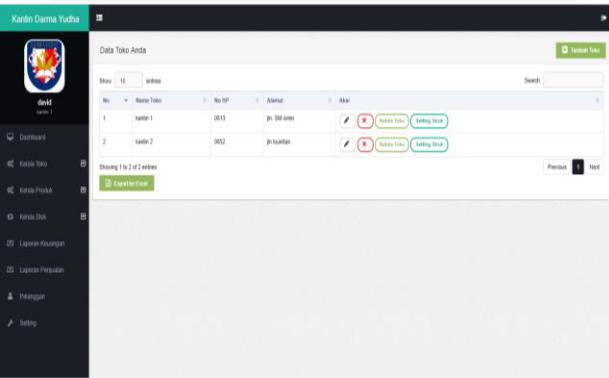 Kantin Darma Yudha
david
kantin 1
Dashboard
Kelola Toko
Kelola Produk
Kelola Stok
Laporan Keuangan
Laporan Penjualan
Pelanggan
Setting
Data Toko Anda
Tambah Toko
Show 10 entries
Search
No Nama Toko No HP Alamat Aksi
1 kantin 1 0813 jln.
Kelola Toko Setting Struk
2 kantin 2 0852 jln kuantan
Kelola Toko Setting Struk
Showing 1 to 2 of 2 entries
Previous 1 Next
Export ke Excel